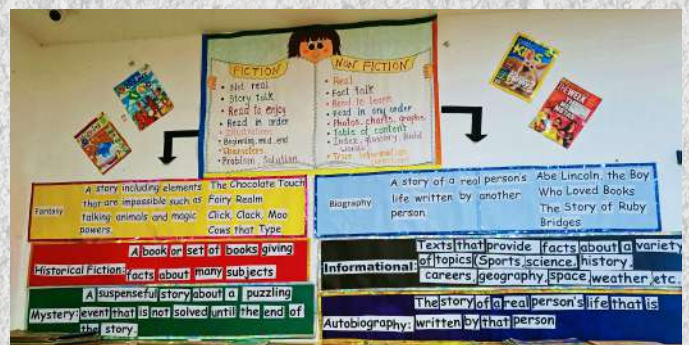 FICTION
• Not real
• Story talk
• Read to enjoy
• Read in order
• Illustrations
• Beginning, mid, end
• Characters
• Problem, Solution
NON FICTION
• Real
• Fact talk
• Read to learn
• Read in any order
• Photos, charts, graphs
• Table of content
• Index, glossary, Bold
words
• True information
KIDS
THE WEEK
Fantasy
A story including elements
that are impossible such as
talking animals and magic
powers.
The Chocolate Touch
Fairy Realm
Click, Clack, Moo
Cows that Type
Historical Fiction:
A book or set of books giving
facts about many subjects
Mystery:
A suspenseful story about a puzzling
event that is not solved until the end of
the story.
Biography
A story of a real person's
life written by another
person
Abe Lincoln, the Boy
Who Loved Books
The Story of Ruby
Bridges
Informational:
Texts that provide facts about a variety
of topics (Sports, science, history,
careers, geography, space, weather, etc.
Autobiography:
The story of a real person's life that is
written by that person